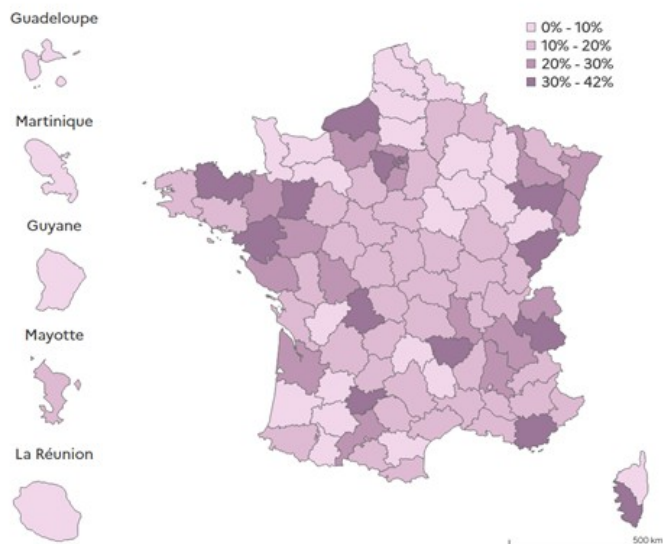 Guadeloupe
0% - 10%
10% - 20%
20% - 30%
30% - 42%
Martinique
Guyane
Mayotte
La Réunion
500 km